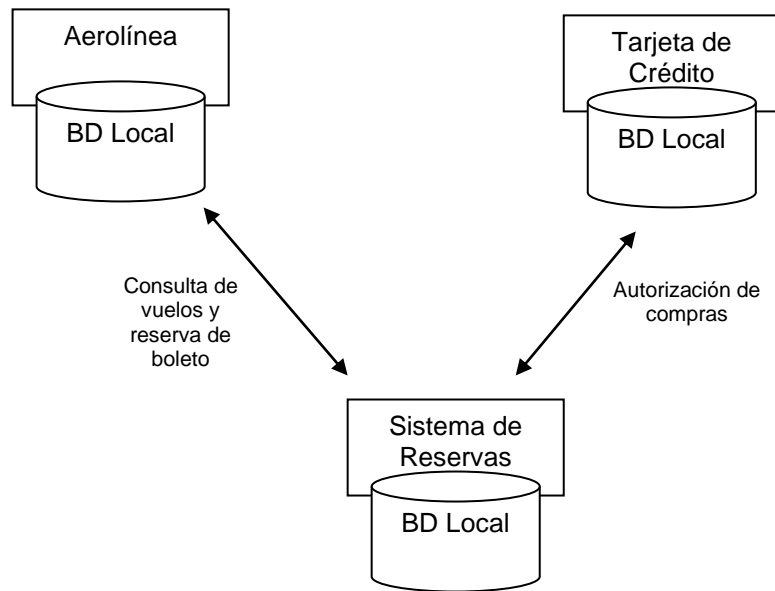 Aerolínea
BD Local
Tarjeta de
Crédito
BD Local
Consulta de
vuelos y
reserva de
boleto
Autorización de
compras
Sistema de
Reservas
BD Local